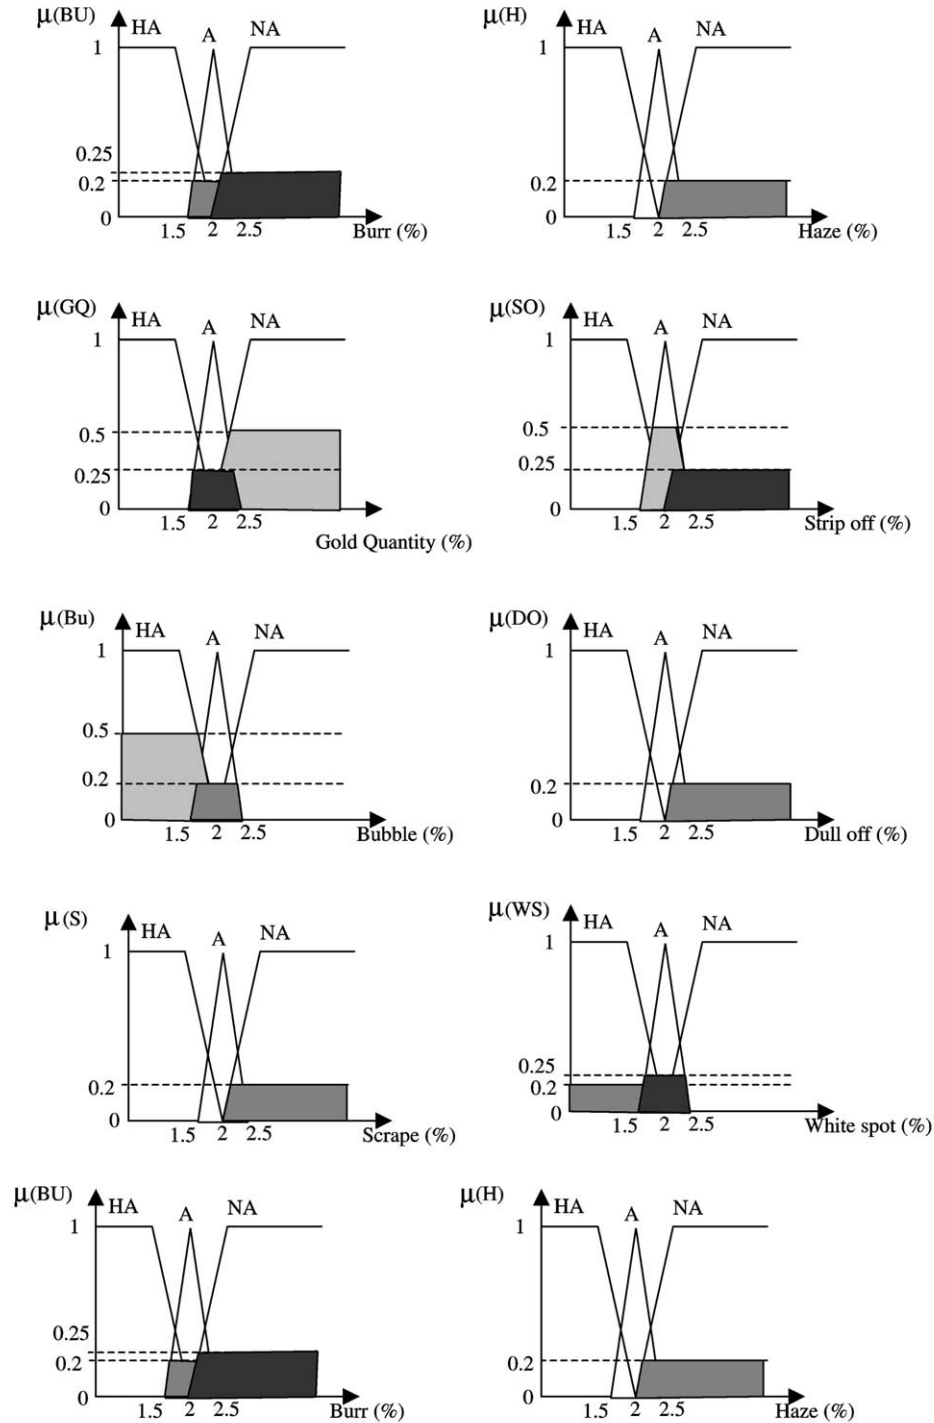 μ(BU) HA A NA
1
0.25
0.2
0
1.5 2 2.5 Burr (%)
μ(H) HA A NA
1
0.2
0
1.5 2 2.5 Haze (%)
μ(GQ) HA A NA
1
0.5
0.25
0
1.5 2 2.5
Gold Quantity (%)
μ(SO) HA A NA
1
0.5
0.25
0
1.5 2 2.5 Strip off (%)
μ(Bu) HA A NA
1
0.5
0.2
0
1.5 2 2.5 Bubble (%)
μ(DO) HA A NA
1
0.2
0
1.5 2 2.5 Dull off (%)
μ(S) HA A NA
1
0.2
0
1.5 2 2.5 Scrape (%)
μ(WS) HA A NA
1
0.25
0.2
0
1.5 2 2.5 White spot (%)
μ(BU) HA A NA
1
0.25
0.2
0
1.5 2 2.5 Burr (%)
μ(H) HA A NA
1
0.2
0
1.5 2 2.5 Haze (%)